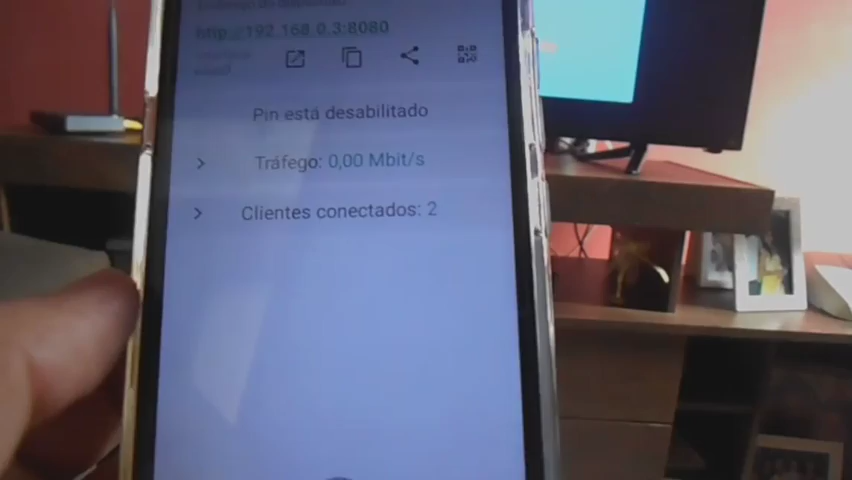 http://192.168.0.3:8080
Pin está desabilitado
Tráfego: 0,00 Mbit/s
Clientes conectados: 2